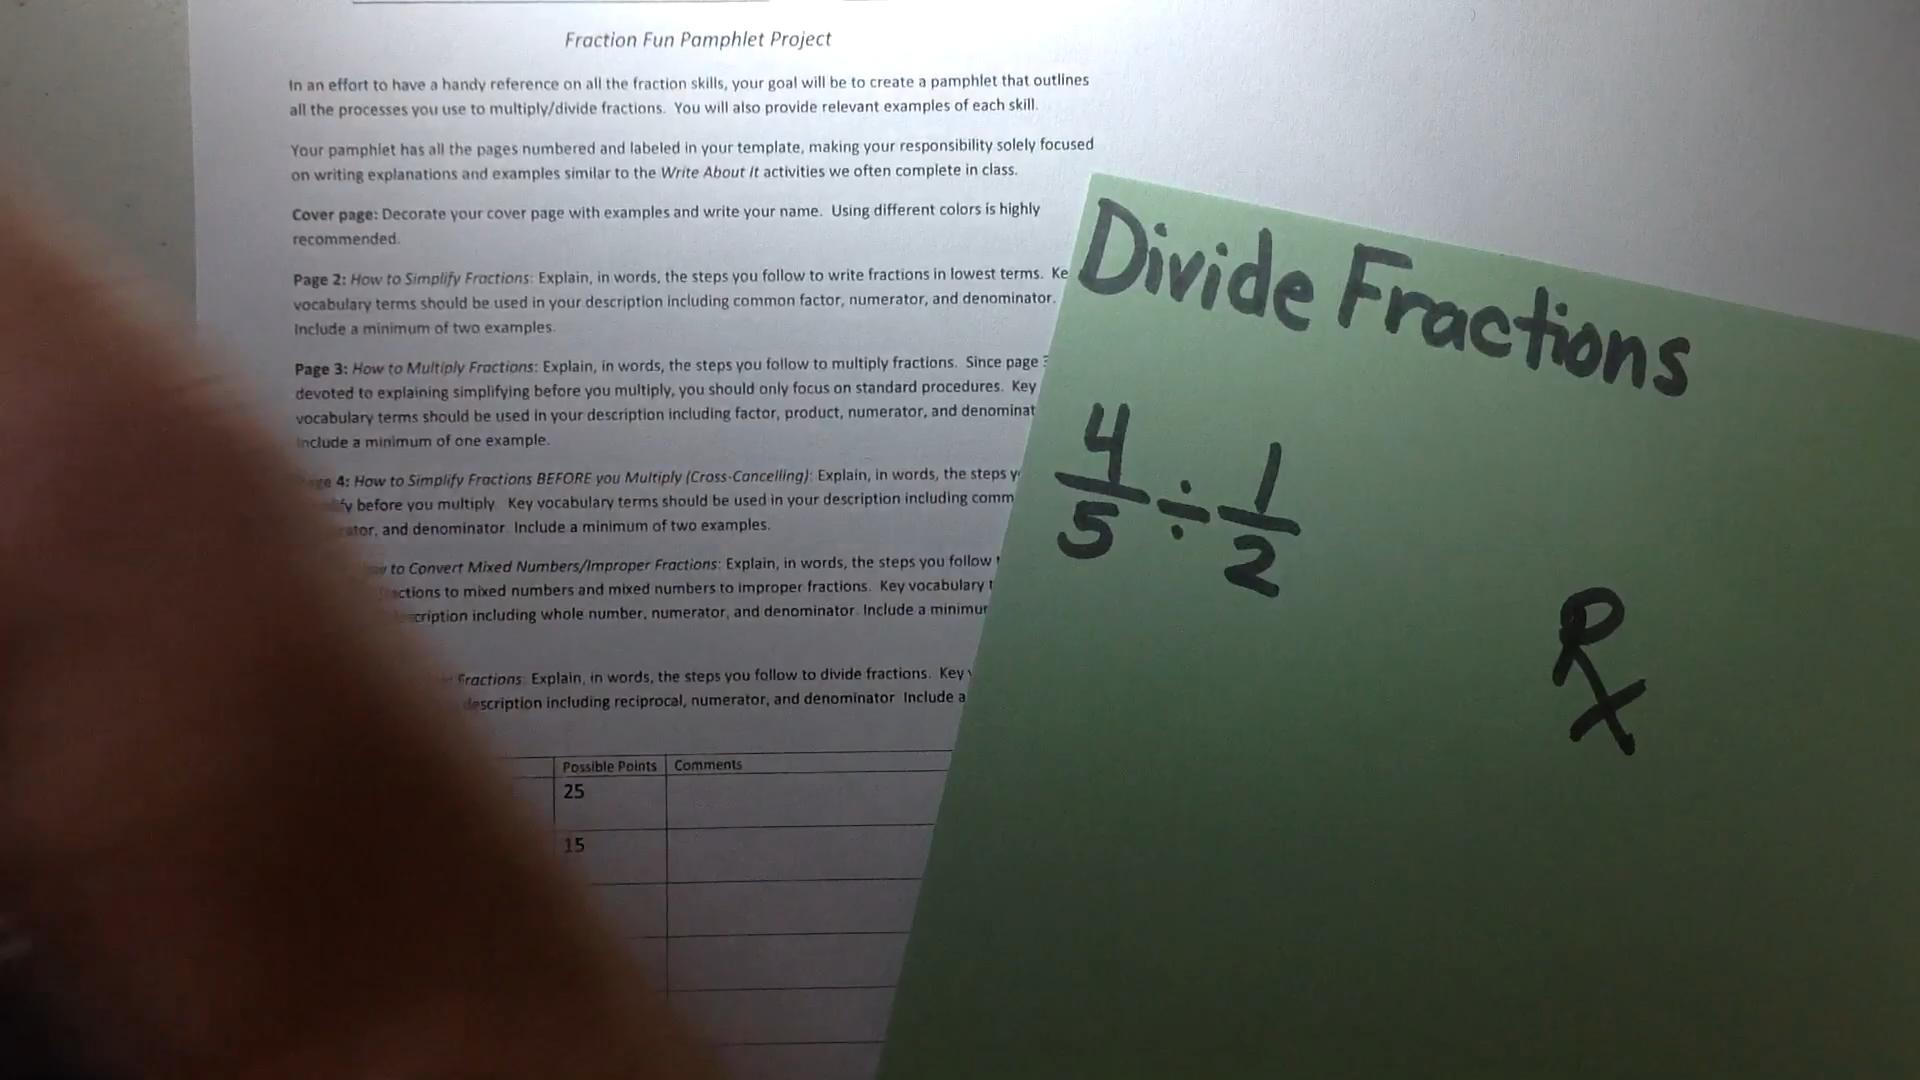 Fraction Fun Pamphlet Project
In an effort to have a handy reference on all the fraction skills, your goal will be to create a pamphlet that outlines
all the processes you use to multiply/divide fractions. You will also provide relevant examples of each skill.
Your pamphlet has all the pages numbered and labeled in your template, making your responsibility solely focused
on writing explanations and examples similar to the Write About It activities we often complete in class.
Cover page: Decorate your cover page with examples and write your name. Using different colors is highly
recommended.
Page 2: How to Simplify Fractions: Explain, in words, the steps you follow to write fractions in lowest terms. Ke
vocabulary terms should be used in your description including common factor, numerator, and denominator.
Include a minimum of two examples.
Page 3: How to Multiply Fractions: Explain, in words, the steps you follow to multiply fractions. Since page
devoted to explaining simplifying before you multiply, you should only focus on standard procedures. Key
vocabulary terms should be used in your description including factor, product, numerator, and denominat
Include a minimum of one example.
4: How to Simplify Fractions BEFORE you Multiply (Cross-Cancelling): Explain, in words, the steps y
fy before you multiply. Key vocabulary terms should be used in your description including comm
ator, and denominator. Include a minimum of two examples.
to Convert Mixed Numbers/Improper Fractions: Explain, in words, the steps you follow
actions to mixed numbers and mixed numbers to improper fractions. Key vocabulary t
cription including whole number, numerator, and denominator. Include a minimum
Fractions: Explain, in words, the steps you follow to divide fractions. Key
description including reciprocal, numerator, and denominator Include a
Possible Points Comments
25
15
Divide Fractions
4/5 ÷ 1/2
Rx